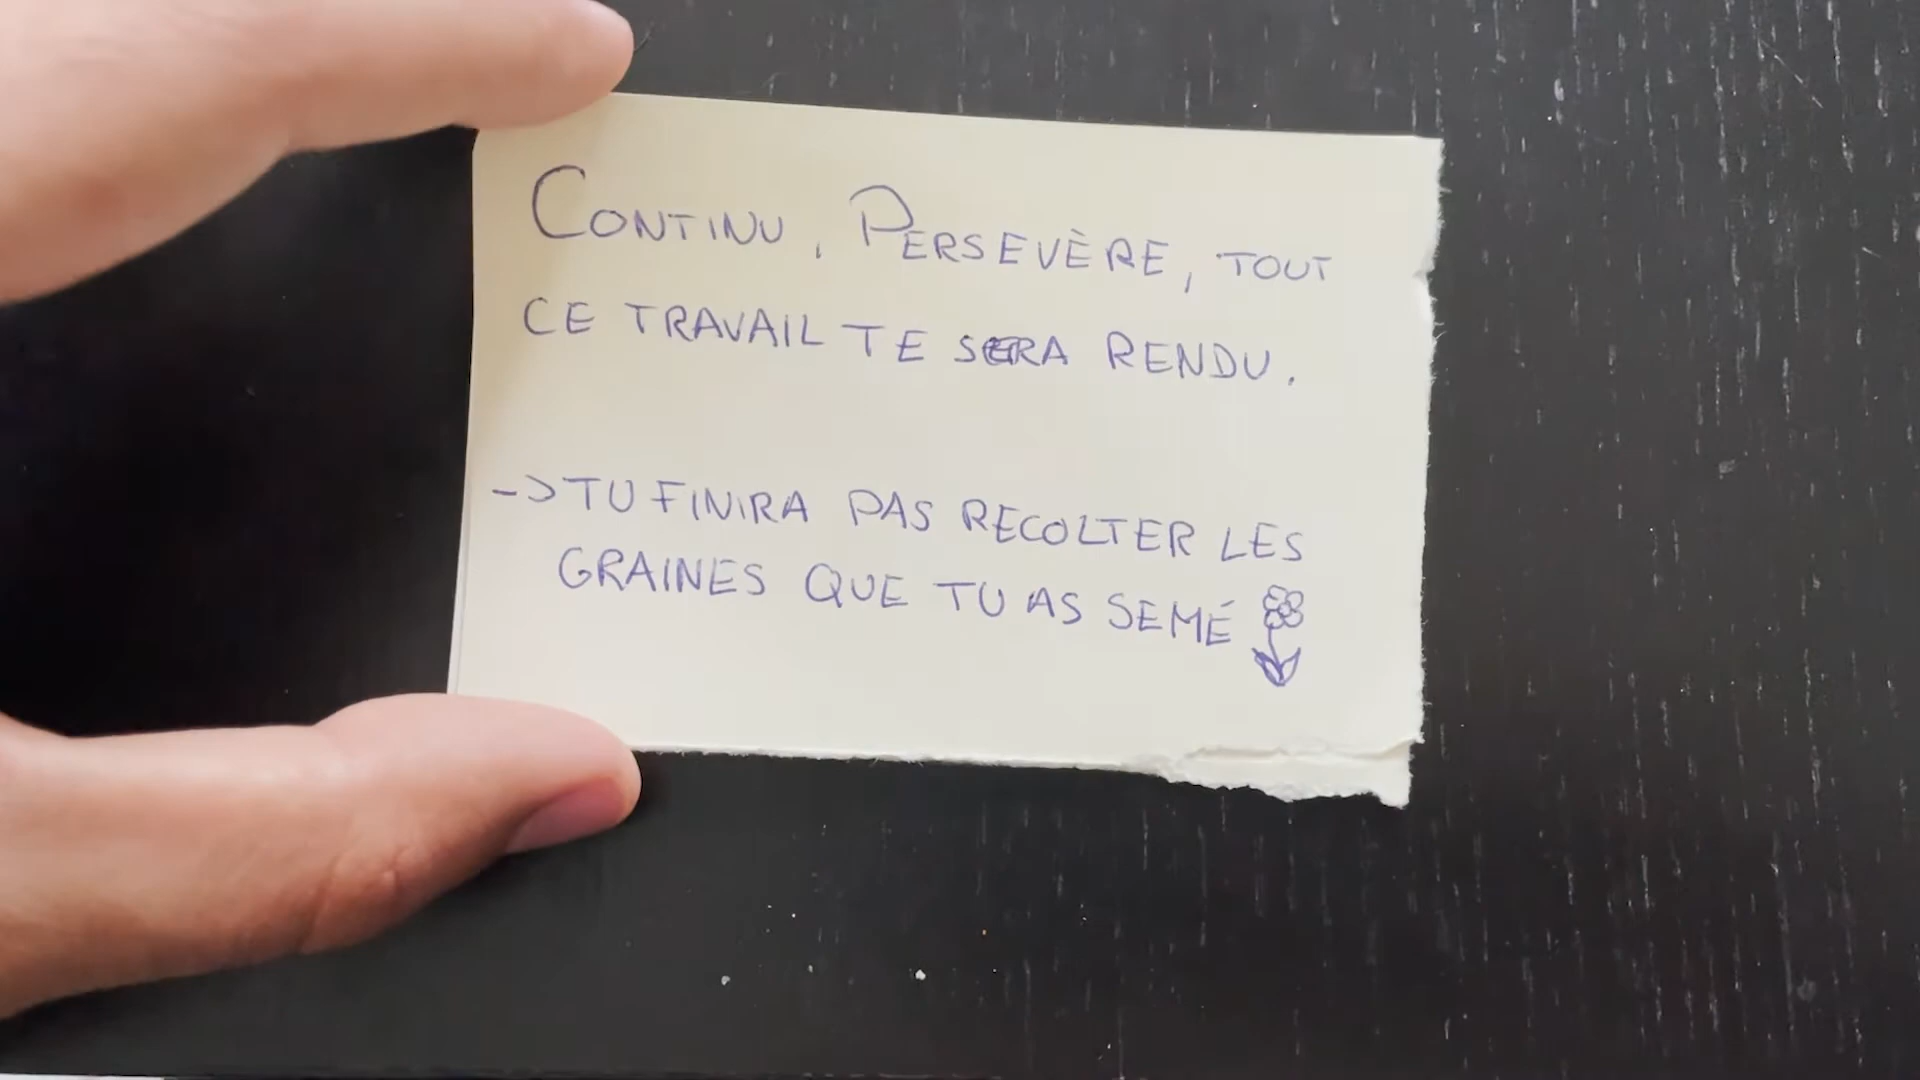 CONTINU, PERSEVÈRE, TOUT
CE TRAVAIL TE SERA RENDU.
-> TU FINIRA PAS RECOLTER LES
GRAINES QUE TU AS SEMÉ